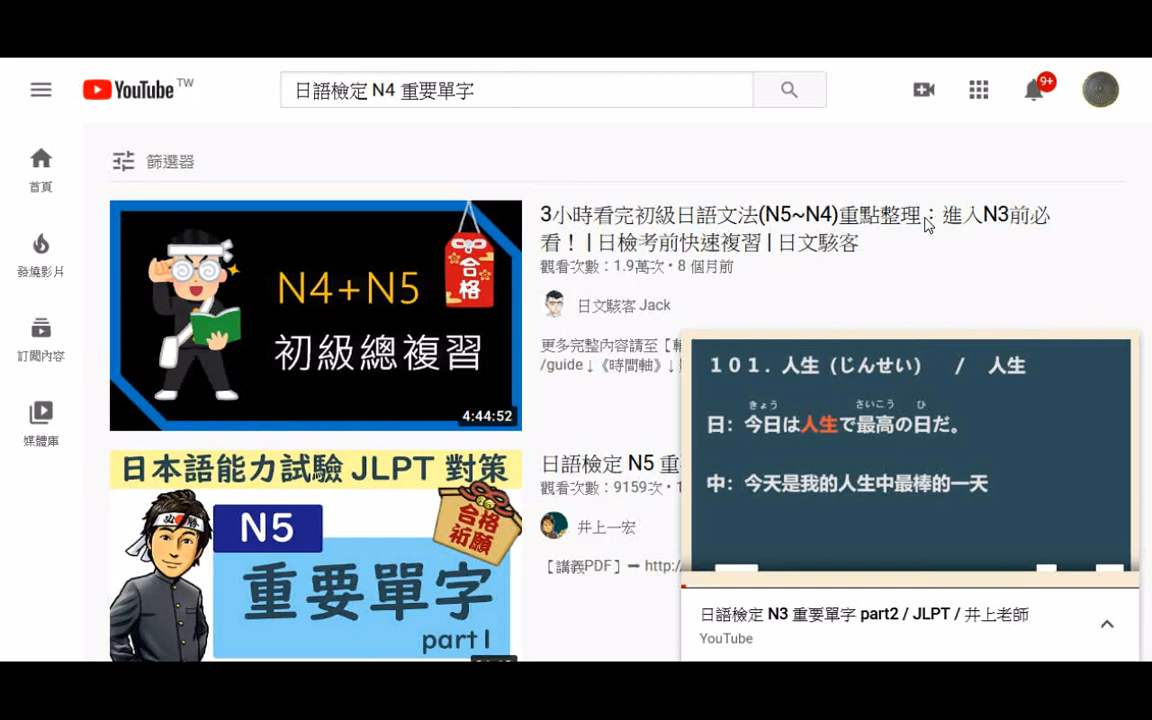 YouTube TW
日語檢定 N4 重要單字
9+
首頁
發燒影片
訂閱內容
媒體庫
篩選器
N4+N5
初級總複習
合格
4:44:52
3小時看完初級日語文法(N5~N4)重點整理：進入N3前必
看！ | 日檢考前快速複習 | 日文駭客
觀看次數：1.9萬次 • 8 個月前
日文駭客 Jack
更多完整內容請至【
/guide↓《時間軸》↓
日本語能力試驗 JLPT 對策
N5
重要單字
part1
合格
祈願
日語檢定 N5 重
觀看次數：9159次 •
井上一宏
【講義PDF】➡ http:/
１０１．人生（じんせい） / 人生
きょう さいこう ひ
日：今日は人生で最高の日だ。
中：今天是我的人生中最棒的一天
日語檢定 N3 重要單字 part2 / JLPT / 井上老師
YouTube